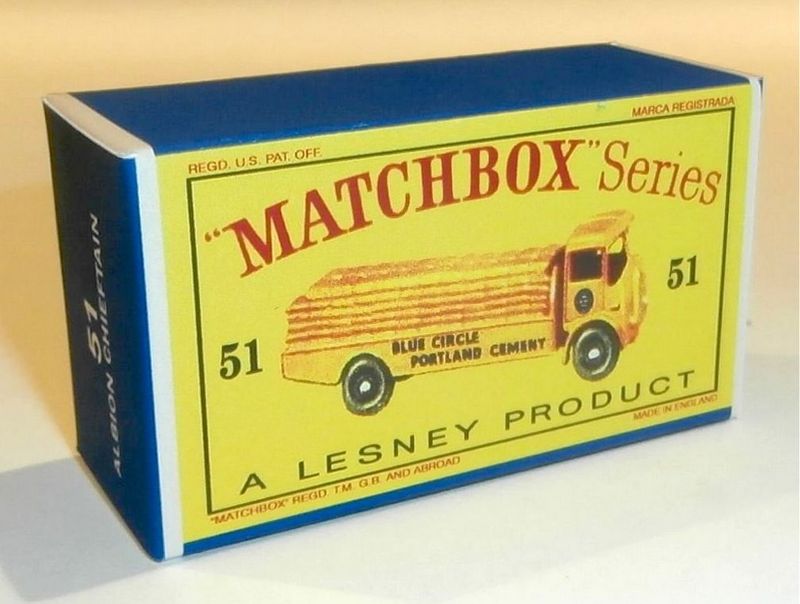 REGD. U.S. PAT. OFF.
MARCA REGISTRADA
"MATCHBOX" Series
51
51
BLUE CIRCLE
PORTLAND CEMENT
A LESNEY PRODUCT
MADE IN ENGLAND
"MATCHBOX" REGD. T.M. G.B. AND ABROAD
51
ALBION CHIEFTAIN